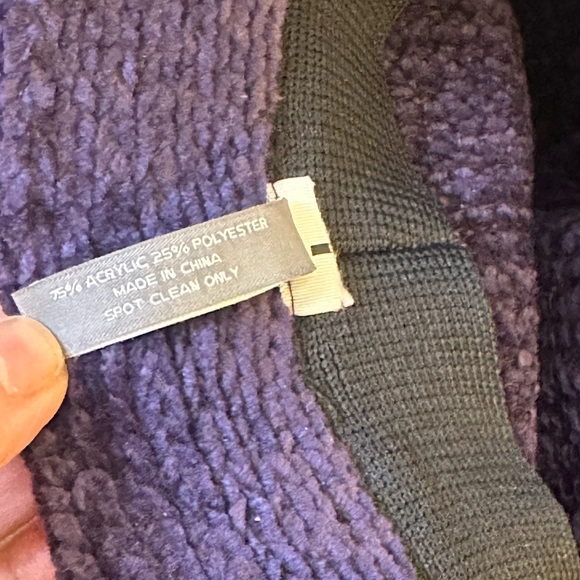 75% ACRYLIC 25% POLYESTER
MADE IN CHINA
SPOT CLEAN ONLY